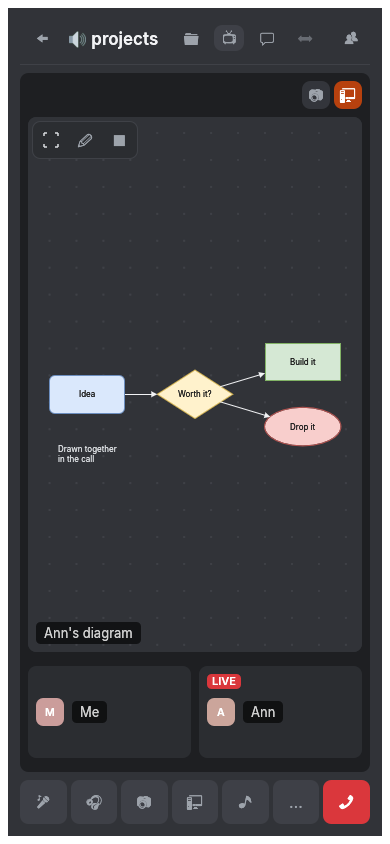 projects
Build it
Idea
Worth it?
Drop it
Drawn together
in the call
Ann's diagram
LIVE
M
Me
A
Ann
...